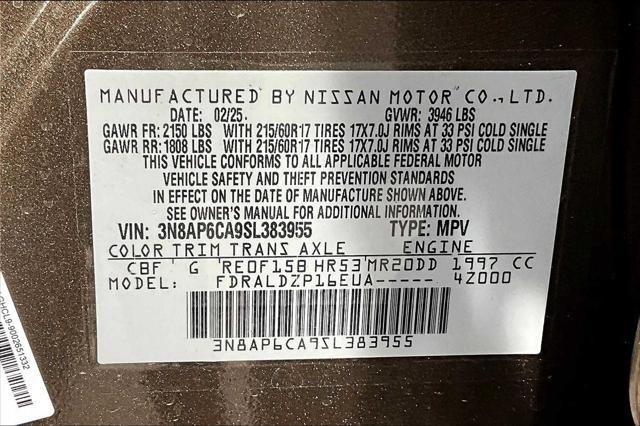 MANUFACTURED BY NISSAN MOTOR CO., LTD.
DATE: 02/25. GVWR: 3946 LBS
GAWR FR: 2150 LBS WITH 215/60R17 TIRES 17X7.0J RIMS AT 33 PSI COLD SINGLE
GAWR RR: 1808 LBS WITH 215/60R17 TIRES 17X7.0J RIMS AT 33 PSI COLD SINGLE
THIS VEHICLE CONFORMS TO ALL APPLICABLE FEDERAL MOTOR
VEHICLE SAFETY AND THEFT PREVENTION STANDARDS
IN EFFECT ON THE DATE OF MANUFACTURE SHOWN ABOVE.
SEE OWNER'S MANUAL FOR ADDITIONAL INFORMATION.
VIN: 3N8AP6CA9SL383955 TYPE: MPV
COLOR TRIM TRANS AXLE ENGINE
CBF G RE0F15B HR53 MR20DD 1997 CC
MODEL: FDRALDZP16EUA----- 4Z000
3N8AP6CA9SL383955
GHCL9-9002651332